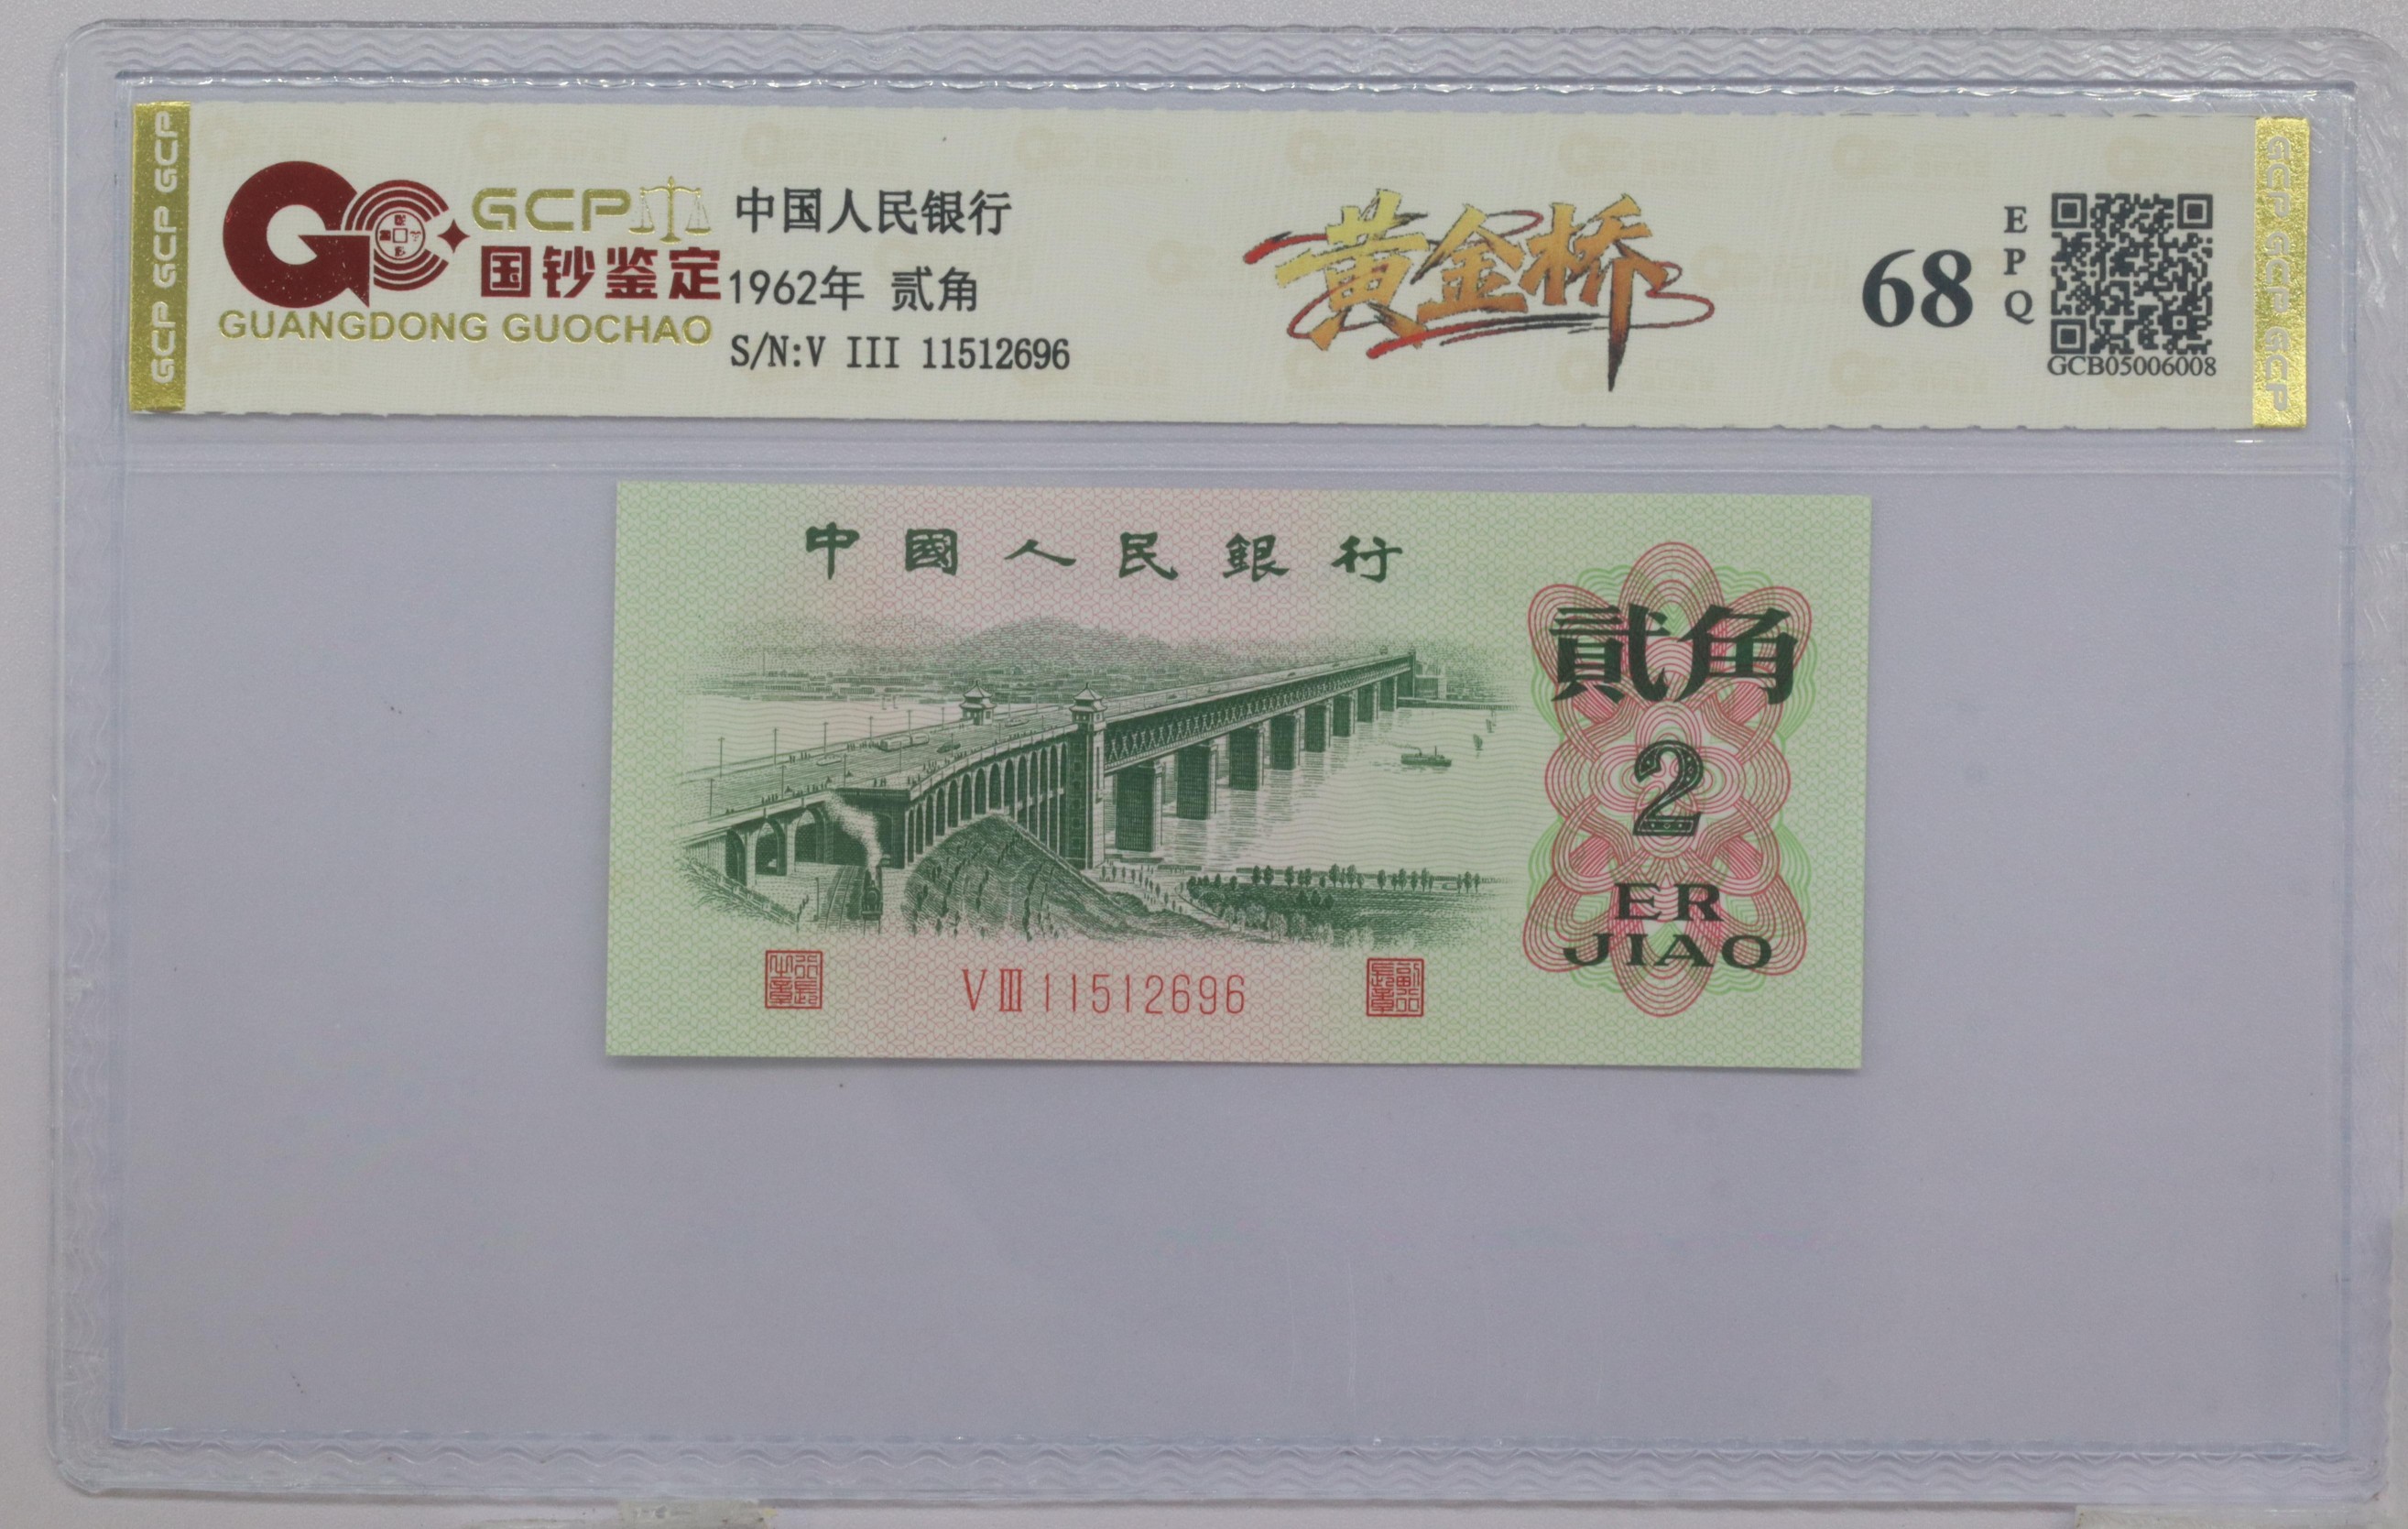 GCP GCP GCP
GCP
国钞鉴定
GUANGDONG GUOCHAO
中国人民银行
1962年 贰角
S/N:V III 11512696
黄金桥
68
EPQ
GCB05006008
GCP GCP GCP GCP
中國人民銀行
貳角
2
ER
JIAO
VIII11512696